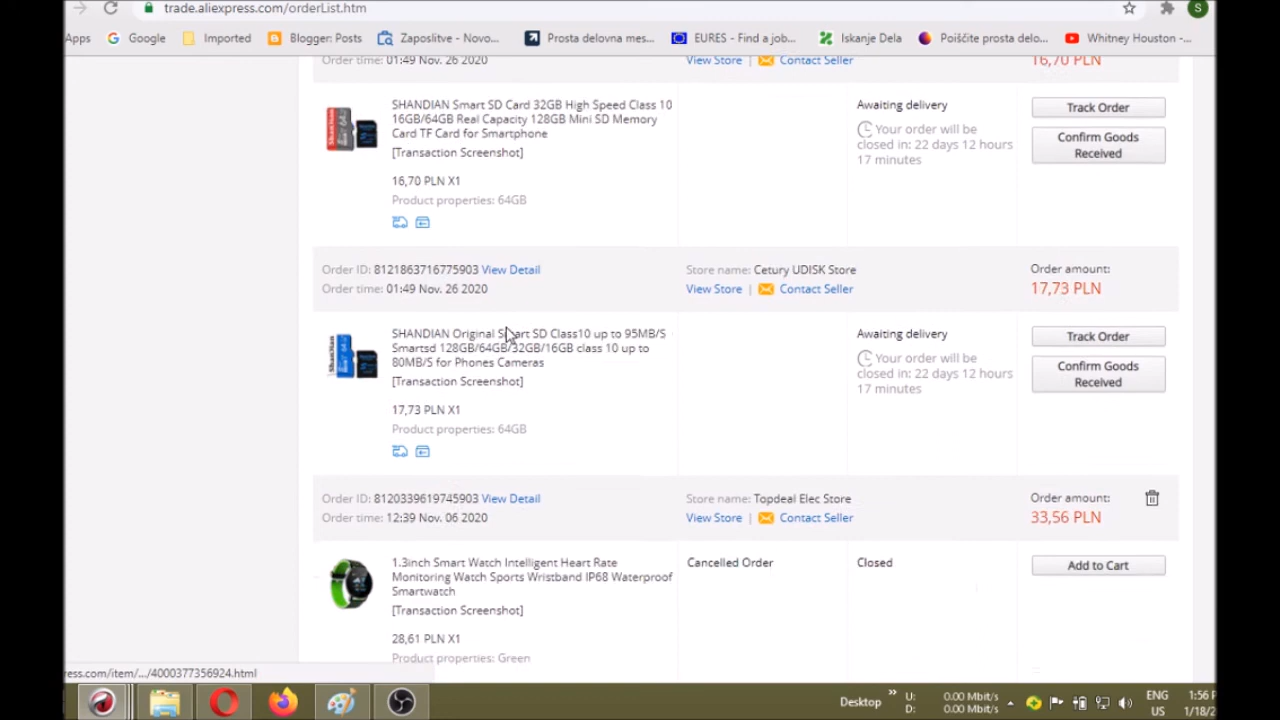 trade.aliexpress.com/orderList.htm
S
Apps Google Imported Blogger: Posts Zaposlitve - Novo... Prosta delovna mes... EURES - Find a job... Iskanje Dela Poiščite prosta delo... Whitney Houston -...
Order time: 01:49 Nov. 26 2020 View Store | Contact Seller 16,70 PLN
SHANDIAN Smart SD Card 32GB High Speed Class 10
16GB/64GB Real Capacity 128GB Mini SD Memory
Card TF Card for Smartphone
[Transaction Screenshot]
16,70 PLN X1
Product properties: 64GB
Awaiting delivery
Your order will be
closed in: 22 days 12 hours
17 minutes
Track Order
Confirm Goods
Received
Order ID: 8121863716775903 View Detail
Order time: 01:49 Nov. 26 2020
Store name: Cetury UDISK Store
View Store | Contact Seller
Order amount:
17,73 PLN
SHANDIAN Original Smart SD Class10 up to 95MB/S
Smartsd 128GB/64GB/32GB/16GB class 10 up to
80MB/S for Phones Cameras
[Transaction Screenshot]
17,73 PLN X1
Product properties: 64GB
Awaiting delivery
Your order will be
closed in: 22 days 12 hours
17 minutes
Track Order
Confirm Goods
Received
Order ID: 8120339619745903 View Detail
Order time: 12:39 Nov. 06 2020
Store name: Topdeal Elec Store
View Store | Contact Seller
Order amount:
33,56 PLN
1.3inch Smart Watch Intelligent Heart Rate
Monitoring Watch Sports Wristband IP68 Waterproof
Smartwatch
[Transaction Screenshot]
28,61 PLN X1
Product properties: Green
Cancelled Order
Closed
Add to Cart
ress.com/item/.../4000377356924.html
Desktop » U: 0.00 Mbit/s
D: 0.00 Mbit/s
ENG
US
1:56 P
1/18/2